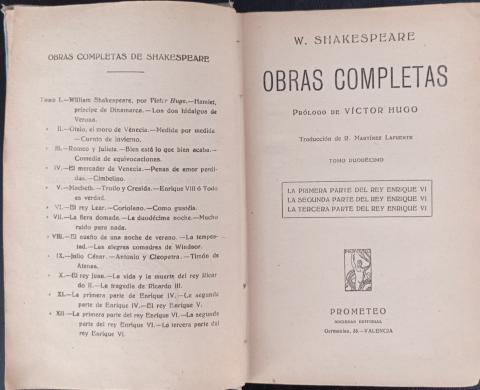 OBRAS COMPLETAS DE SHAKESPEARE
Tomo I.—William Shakespeare, por Víctor Hugo.—Hamlet,
príncipe de Dinamarca.—Los dos hidalgos de
Verona.
» II.—Otelo, el moro de Venecia.—Medida por medida
—Cuento de invierno.
» III.—Romeo y Julieta.—Bien está lo que bien acaba.—
Comedia de equivocaciones.
» IV.—El mercader de Venecia.—Penas de amor perdi-
das.—Cimbelino.
» V.—Macbeth.—Troilo y Cresida.—Enrique VIII ó Todo
es verdad.
» VI.—El rey Lear.—Coriolano.—Como gustéis.
» VII.—La fiera domada.—La duodécima noche.—Mucho
ruido para nada.
» VIII.—El sueño de una noche de verano.—La tempes-
tad.—Las alegres comadres de Windsor.
» IX.—Julio César.—Antonio y Cleopetra.—Timón de
Atenas.
» X.—El rey Juan.—La vida y la muerte del rey Ricar
do II.—La tragedia de Ricardo III.
» XI.—La primera parte de Enrique IV.—La segunda
parte de Enrique IV.—El rey Enrique V.
» XII.—La primera parte del rey Enrique VI.—La segunda
parte del rey Enrique VI.—La tercera parte del
rey Enrique VI.
W. SHAKESPEARE
OBRAS COMPLETAS
PRÓLOGO DE VÍCTOR HUGO
Traducción de R. MARTÍNEZ LAFUENTE
TOMO DUODÉCIMO
LA PRIMERA PARTE DEL REY ENRIQUE VI
LA SEGUNDA PARTE DEL REY ENRIQUE VI
LA TERCERA PARTE DEL REY ENRIQUE VI
PROMETEO
SOCIEDAD EDITORIAL
Germanías, 33.—VALENCIA